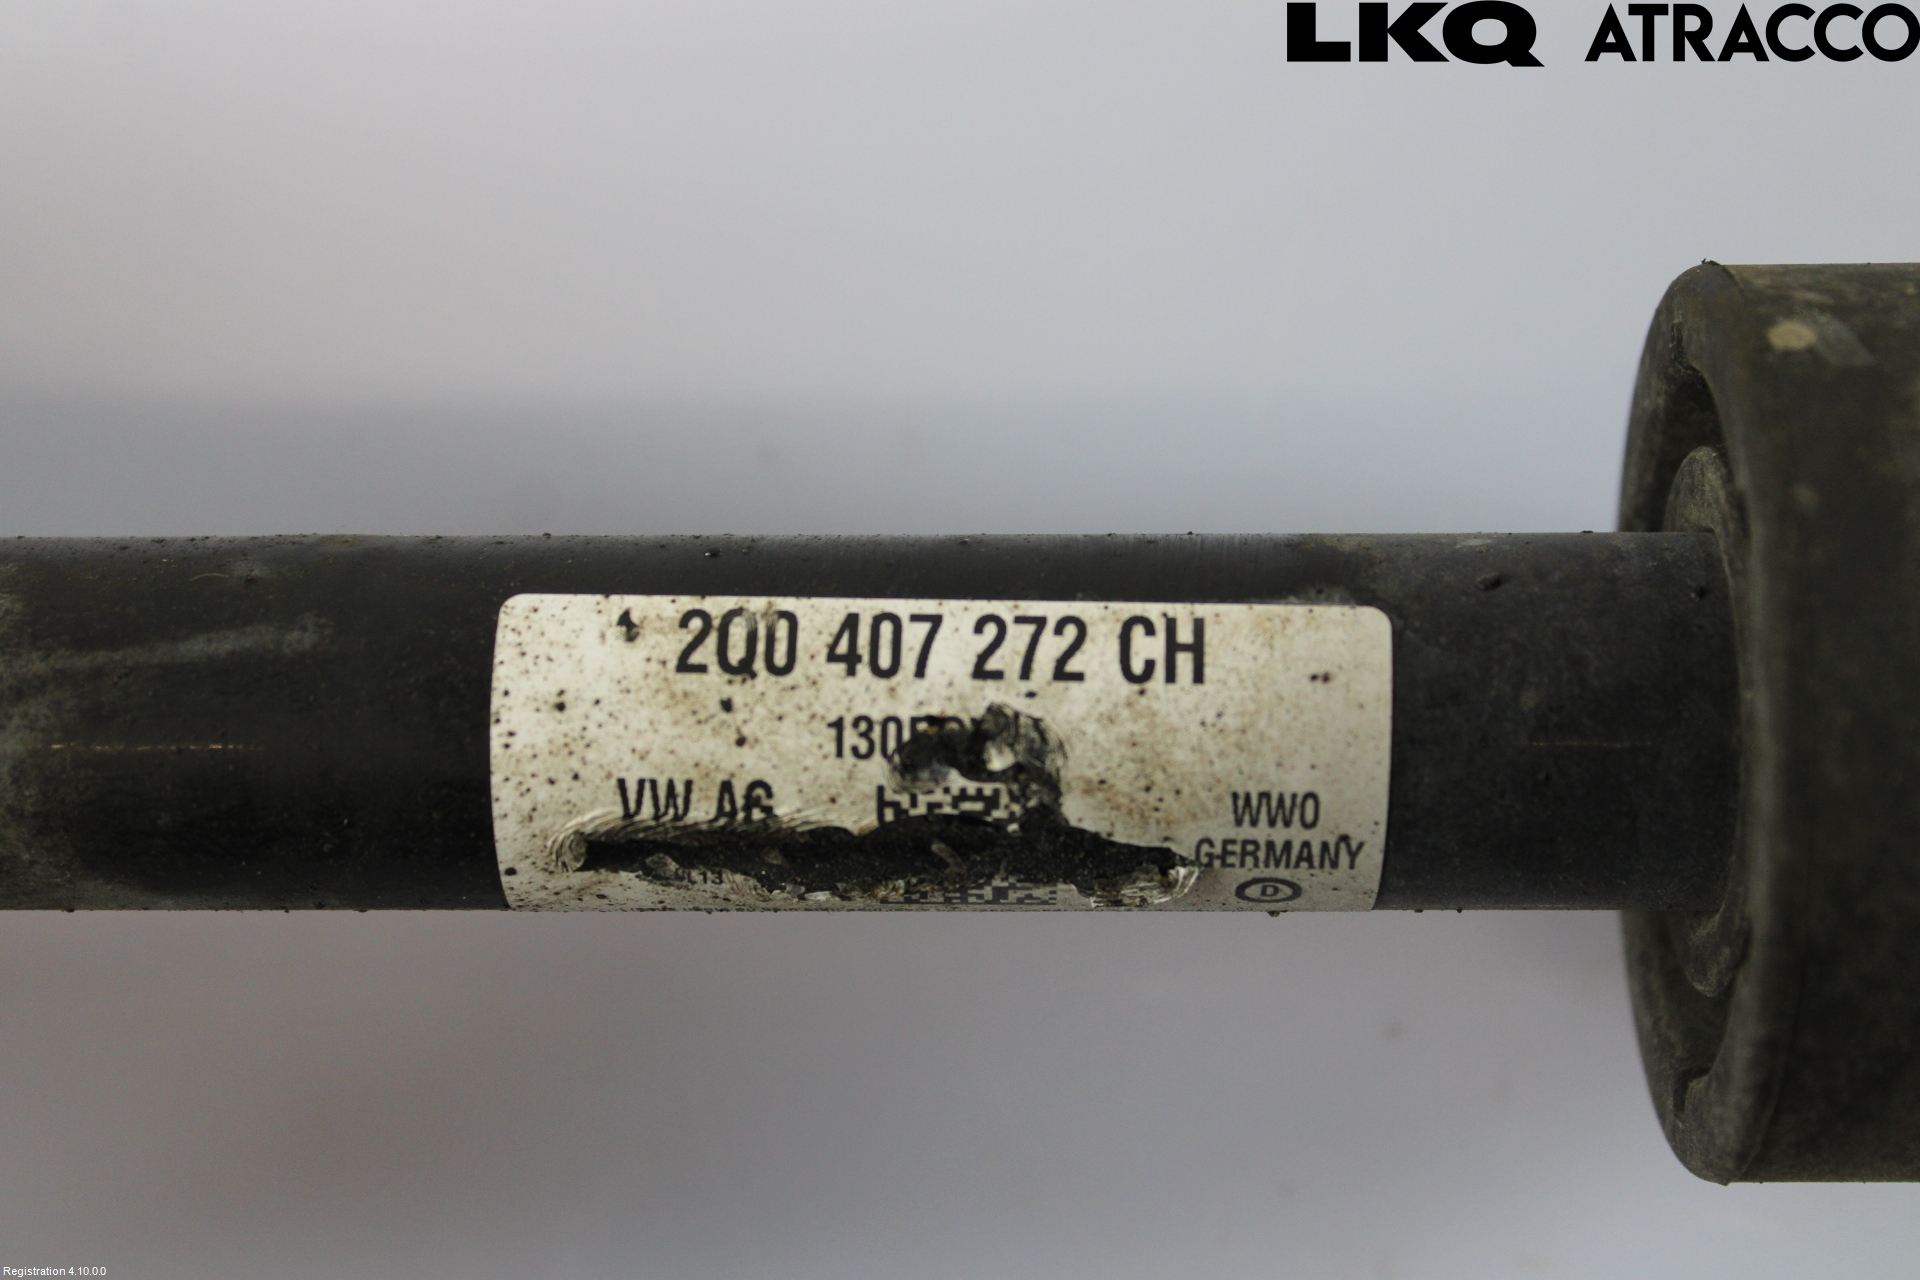 LKQ ATRACCO
2Q0 407 272 CH
VW AG
WWO
GERMANY
D
Registration 4.10.0.0